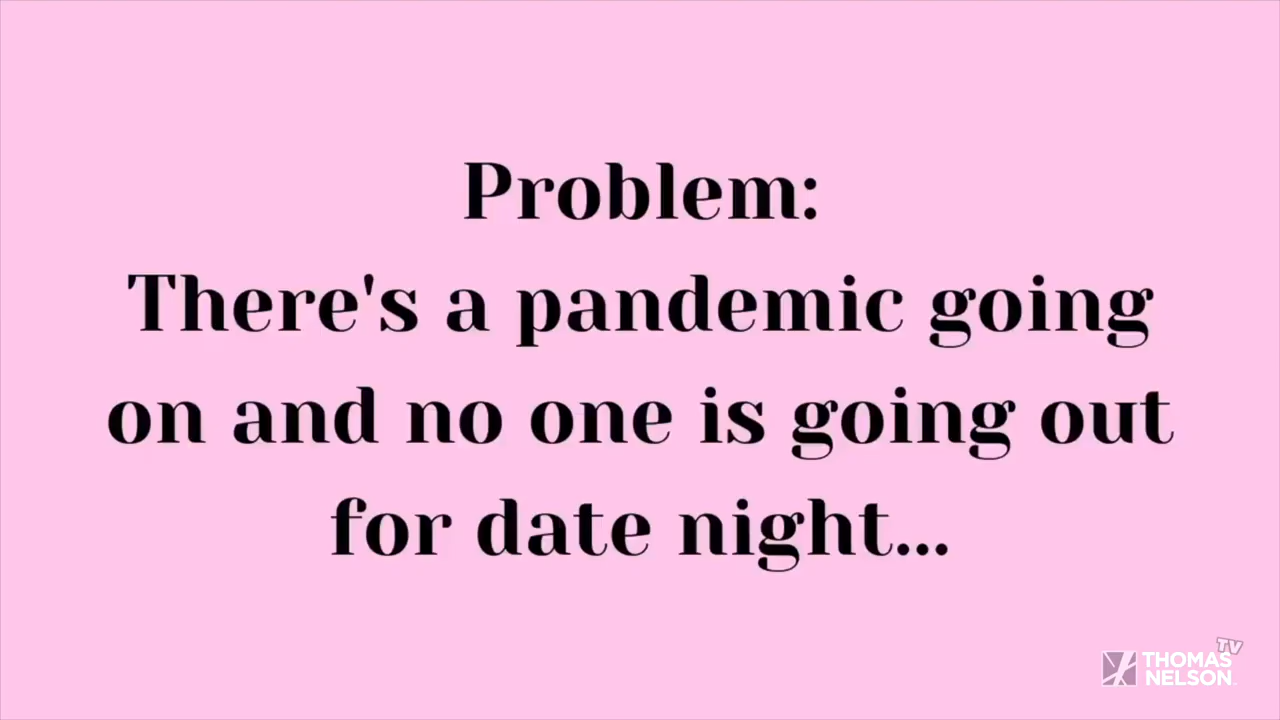 Problem:
There's a pandemic going
on and no one is going out
for date night...
TV
THOMAS
NELSON